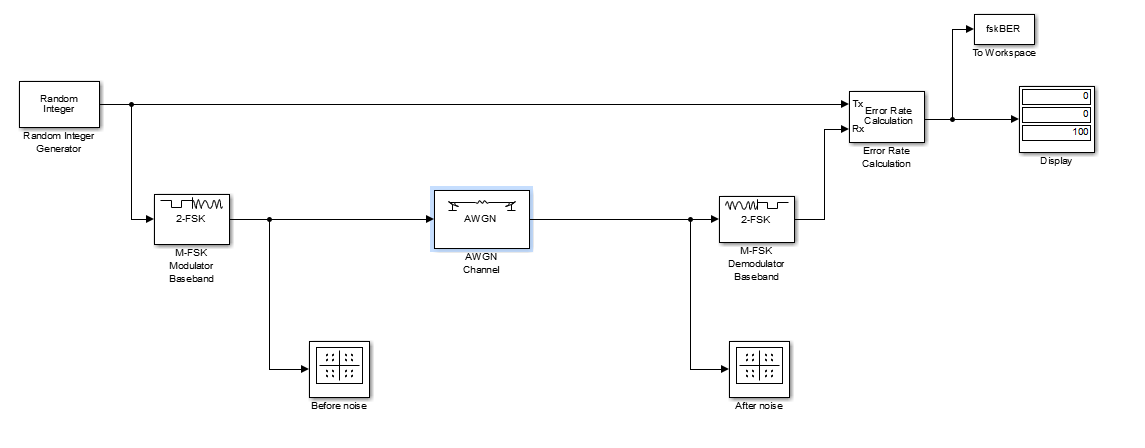 fskBER
To Workspace
Random
Integer
Random Integer
Generator
Tx
Error Rate
Calculation
Rx
Error Rate
Calculation
0
0
100
Display
2-FSK
M-FSK
Modulator
Baseband
AWGN
AWGN
Channel
2-FSK
M-FSK
Demodulator
Baseband
Before noise
After noise